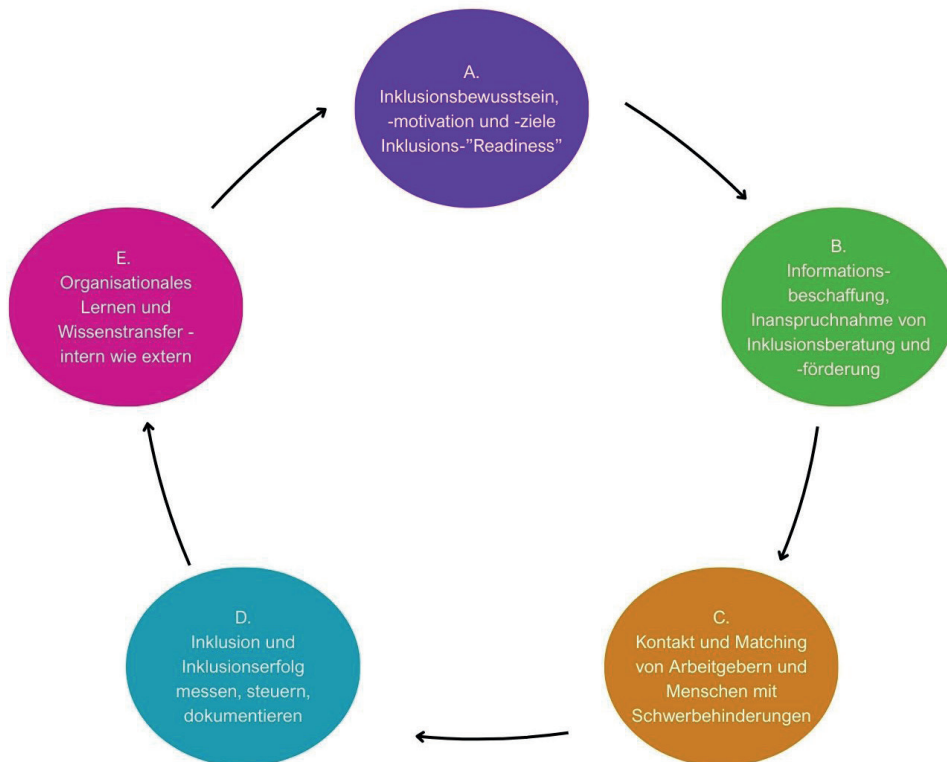 A.
Inklusionsbewusstsein,
-motivation und -ziele
Inklusions-”Readiness”
B.
Informations-
beschaffung,
Inanspruchnahme von
Inklusionsberatung und
-förderung
C.
Kontakt und Matching
von Arbeitgebern und
Menschen mit
Schwerbehinderungen
D.
Inklusion und
Inklusionserfolg
messen, steuern,
dokumentieren
E.
Organisationales
Lernen und
Wissenstransfer -
intern wie extern